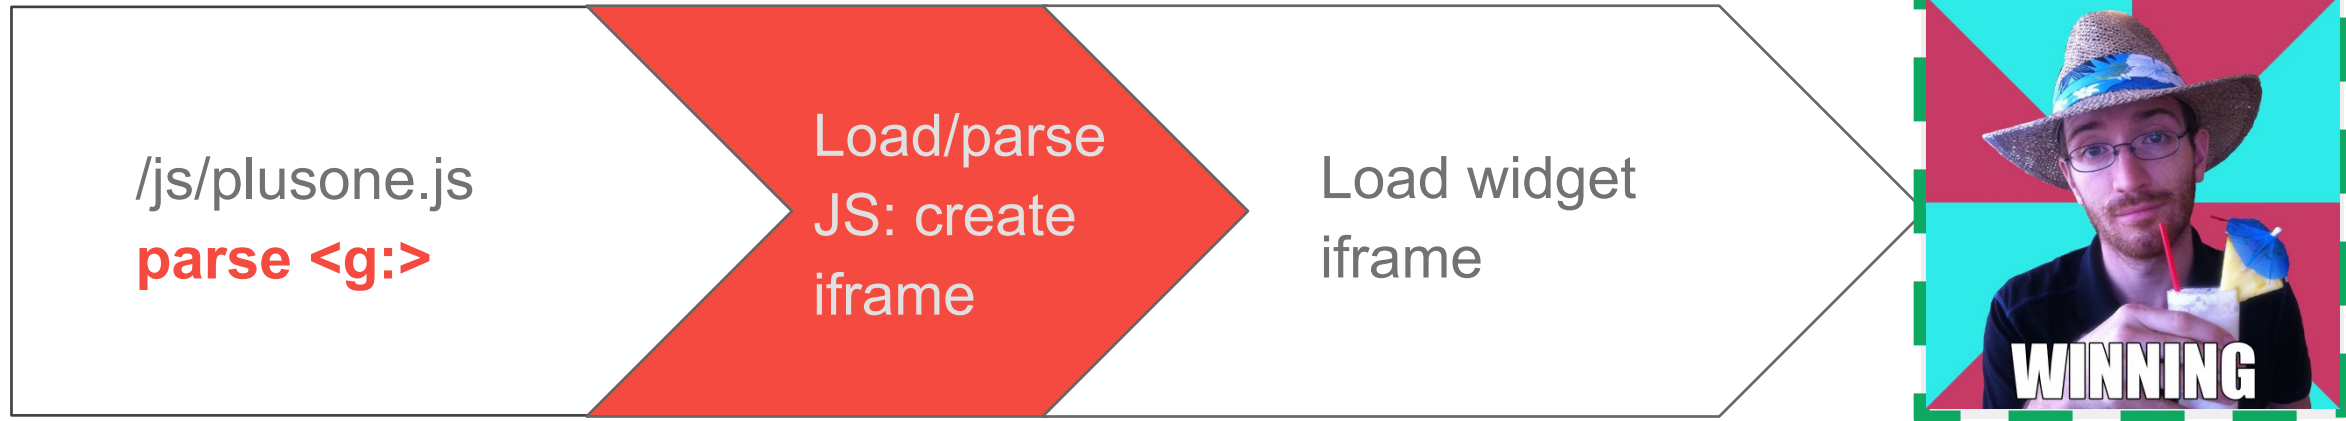 /js/plusone.js
parse <g:>
Load/parse
JS: create
iframe
Load widget
iframe
WINNING